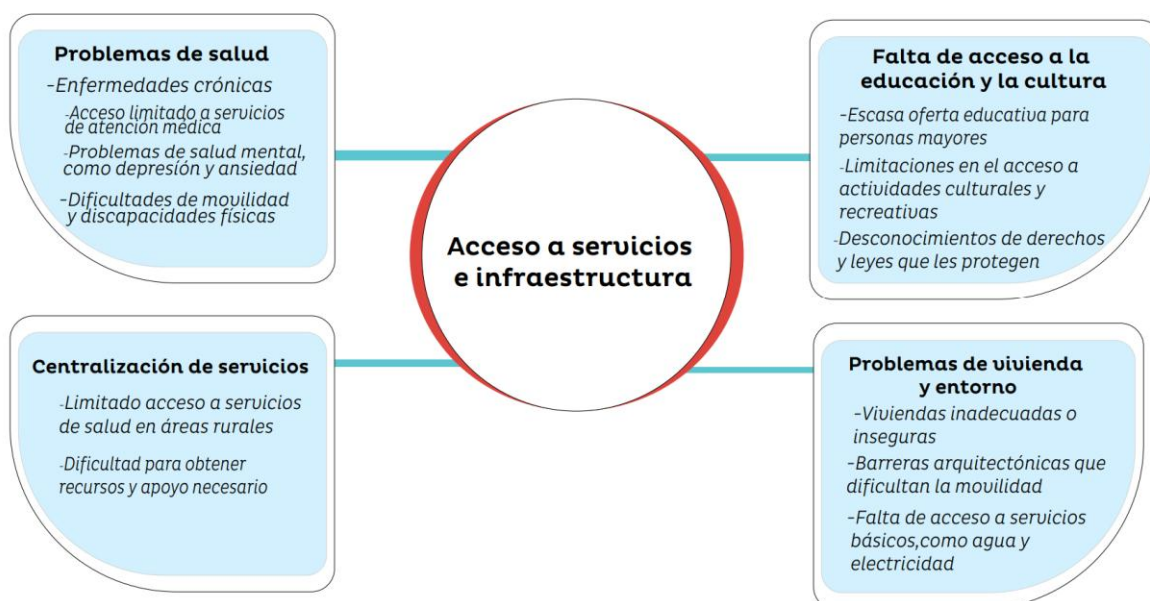 Problemas de salud
-Enfermedades crónicas
-Acceso limitado a servicios
de atención médica
-Problemas de salud mental,
como depresión y ansiedad
-Dificultades de movilidad
y discapacidades físicas
Falta de acceso a la
educación y la cultura
-Escasa oferta educativa para
personas mayores
-Limitaciones en el acceso a
actividades culturales y
recreativas
-Desconocimientos de derechos
y leyes que les protegen
Acceso a servicios
e infraestructura
Centralización de servicios
-Limitado acceso a servicios
de salud en áreas rurales
-Dificultad para obtener
recursos y apoyo necesario
Problemas de vivienda
y entorno
-Viviendas inadecuadas o
inseguras
-Barreras arquitectónicas que
dificultan la movilidad
-Falta de acceso a servicios
básicos,como agua y
electricidad